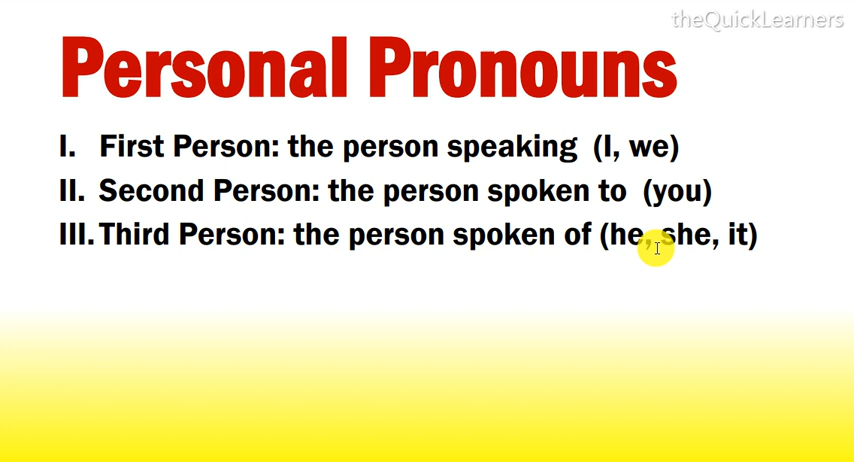 theQuickLearners
Personal Pronouns
I. First Person: the person speaking (I, we)
II. Second Person: the person spoken to (you)
III. Third Person: the person spoken of (he, she, it)